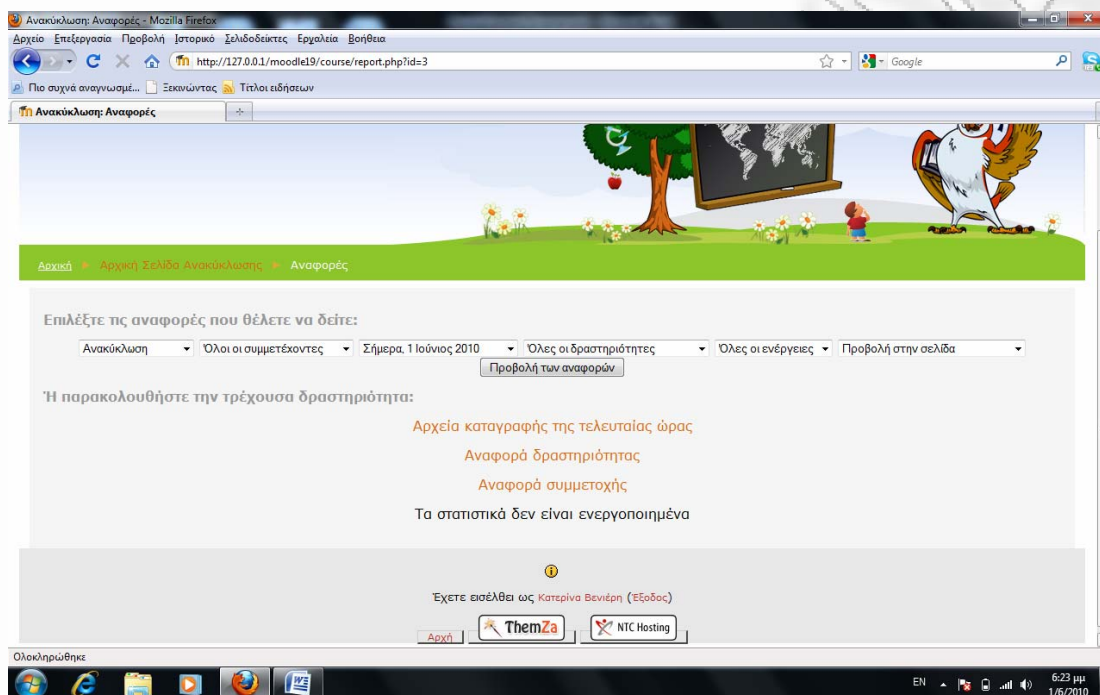 Ανακύκλωση: Αναφορές - Mozilla Firefox
Αρχείο Επεξεργασία Προβολή Ιστορικό Σελιδοδείκτες Εργαλεία Βοήθεια
http://127.0.0.1/moodle19/course/report.php?id=3 Google
Πιο συχνά αναγνωσμέ... Ξεκινώντας Τίτλοι ειδήσεων
Ανακύκλωση: Αναφορές
Αρχική Αρχική Σελίδα Ανακύκλωσης Αναφορές
Επιλέξτε τις αναφορές που θέλετε να δείτε:
Ανακύκλωση Όλοι οι συμμετέχοντες Σήμερα, 1 Ιούνιος 2010 Όλες οι δραστηριότητες Όλες οι ενέργειες Προβολή στην σελίδα
Προβολή των αναφορών
Ή παρακολουθήστε την τρέχουσα δραστηριότητα:
Αρχεία καταγραφής της τελευταίας ώρας
Αναφορά δραστηριότητας
Αναφορά συμμετοχής
Τα στατιστικά δεν είναι ενεργοποιημένα
Έχετε εισέλθει ως Κατερίνα Βενιέρη (Έξοδος)
Αρχή ThemZa NTC Hosting
Ολοκληρώθηκε
EN 6:23 μμ
1/6/2010